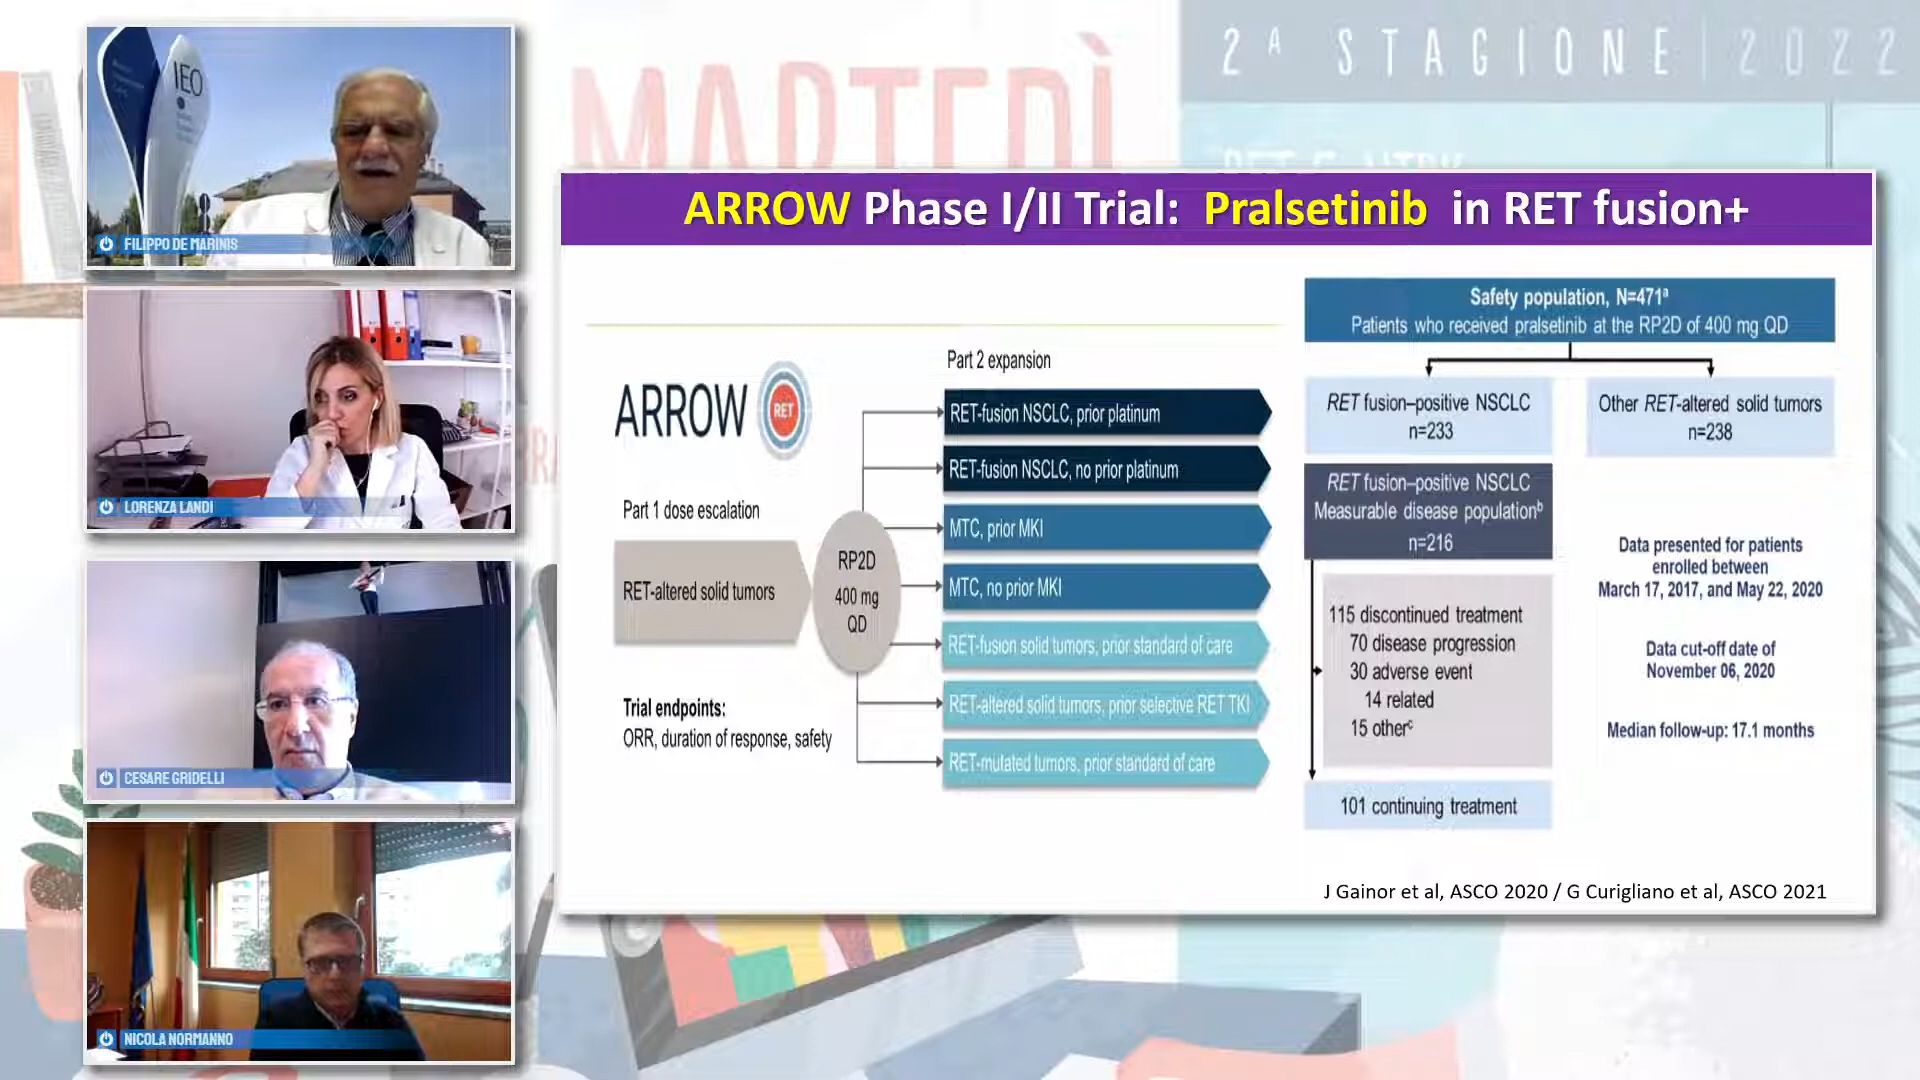 IEO
FILIPPO DE MARINIS
LORENZA LANDI
CESARE GRIDELLI
NICOLA NORMANNO
MARTEDÌ
2ª STAGIONE | 2022
ARROW Phase I/II Trial: Pralsetinib in RET fusion+
ARROW
RET
Part 1 dose escalation
RET-altered solid tumors
RP2D
400 mg
QD
Trial endpoints:
ORR, duration of response, safety
Part 2 expansion
RET-fusion NSCLC, prior platinum
RET-fusion NSCLC, no prior platinum
MTC, prior MKI
MTC, no prior MKI
RET-fusion solid tumors, prior standard of care
RET-altered solid tumors, prior selective RET TKI
RET-mutated tumors, prior standard of care
Safety population, N=471ª
Patients who received pralsetinib at the RP2D of 400 mg QD
RET fusion–positive NSCLC
n=233
Other RET-altered solid tumors
n=238
RET fusion–positive NSCLC
Measurable disease populationᵇ
n=216
115 discontinued treatment
70 disease progression
30 adverse event
14 related
15 otherᶜ
101 continuing treatment
Data presented for patients
enrolled between
March 17, 2017, and May 22, 2020
Data cut-off date of
November 06, 2020
Median follow-up: 17.1 months
J Gainor et al, ASCO 2020 / G Curigliano et al, ASCO 2021